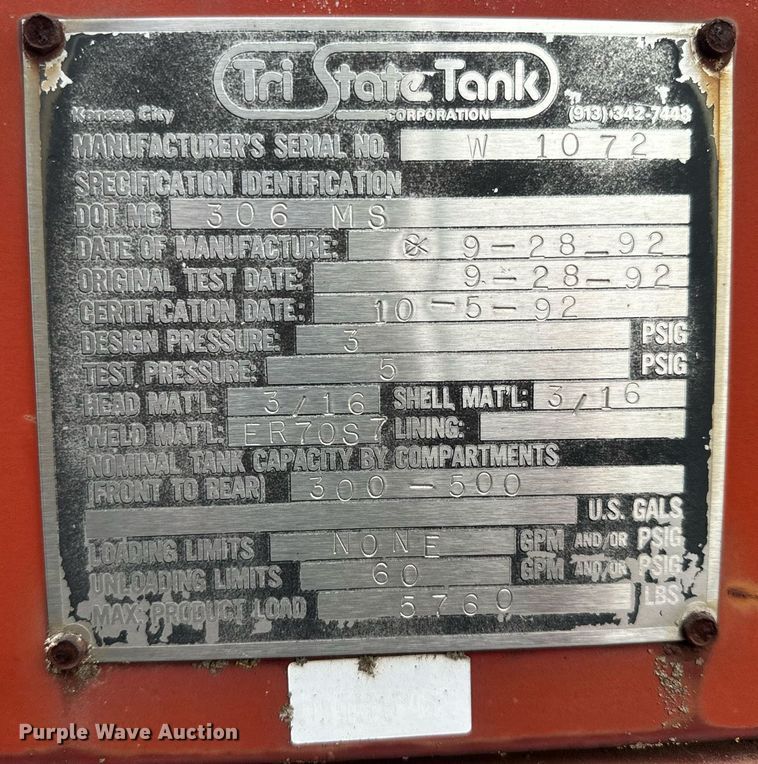 Tri State Tank
CORPORATION
Kansas City (913) 342-7408
MANUFACTURER'S SERIAL NO. W 1072
SPECIFICATION IDENTIFICATION
DOT MC 306 MS
DATE OF MANUFACTURE: 9-28-92
ORIGINAL TEST DATE: 9-28-92
CERTIFICATION DATE: 10-5-92
DESIGN PRESSURE: 3 PSIG
TEST PRESSURE: 5 PSIG
HEAD MAT'L: 3/16 SHELL MAT'L: 3/16
WELD MAT'L: ER70S7 LINING:
NOMINAL TANK CAPACITY BY COMPARTMENTS
(FRONT TO REAR) 300-500
U.S. GALS
LOADING LIMITS NONE GPM AND/OR PSIG
UNLOADING LIMITS 60 GPM AND/OR PSIG
MAX. PRODUCT LOAD 5760 LBS
Purple Wave Auction